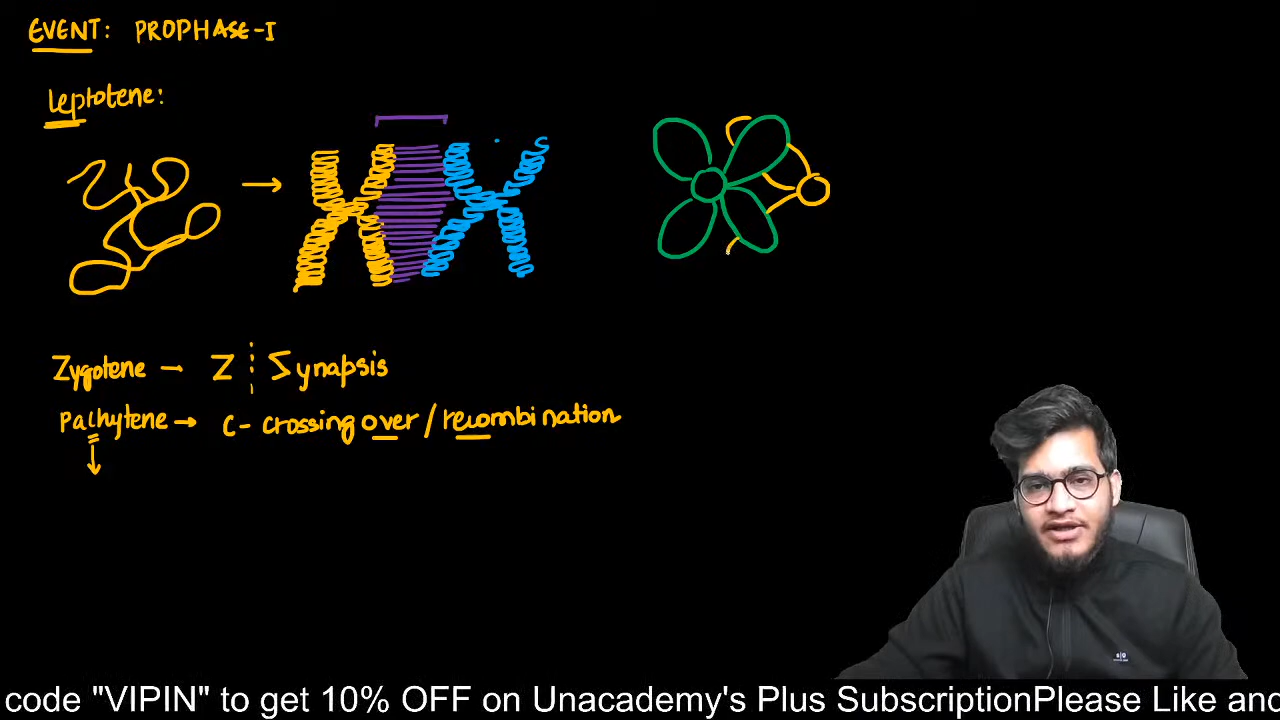 EVENT: PROPHASE-I
Leptotene:
Zygotene — Z Synapsis
Pachytene → C- crossing over / recombination
code "VIPIN" to get 10% OFF on Unacademy's Plus SubscriptionPlease Like and